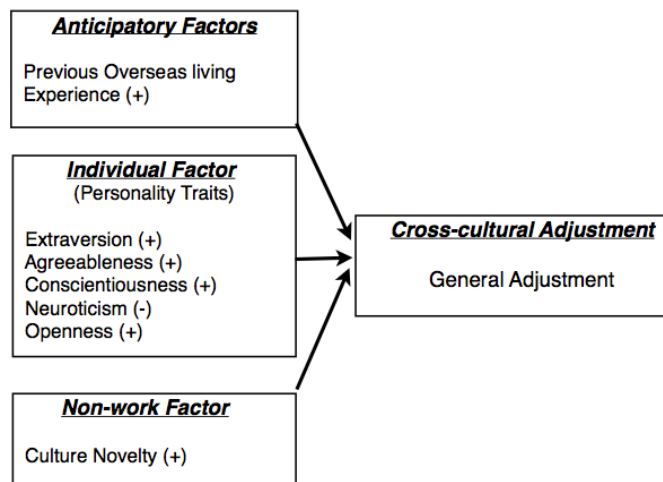 Anticipatory Factors
Previous Overseas living
Experience (+)
Individual Factor
(Personality Traits)
Extraversion (+)
Agreeableness (+)
Conscientiousness (+)
Neuroticism (-)
Openness (+)
Cross-cultural Adjustment
General Adjustment
Non-work Factor
Culture Novelty (+)